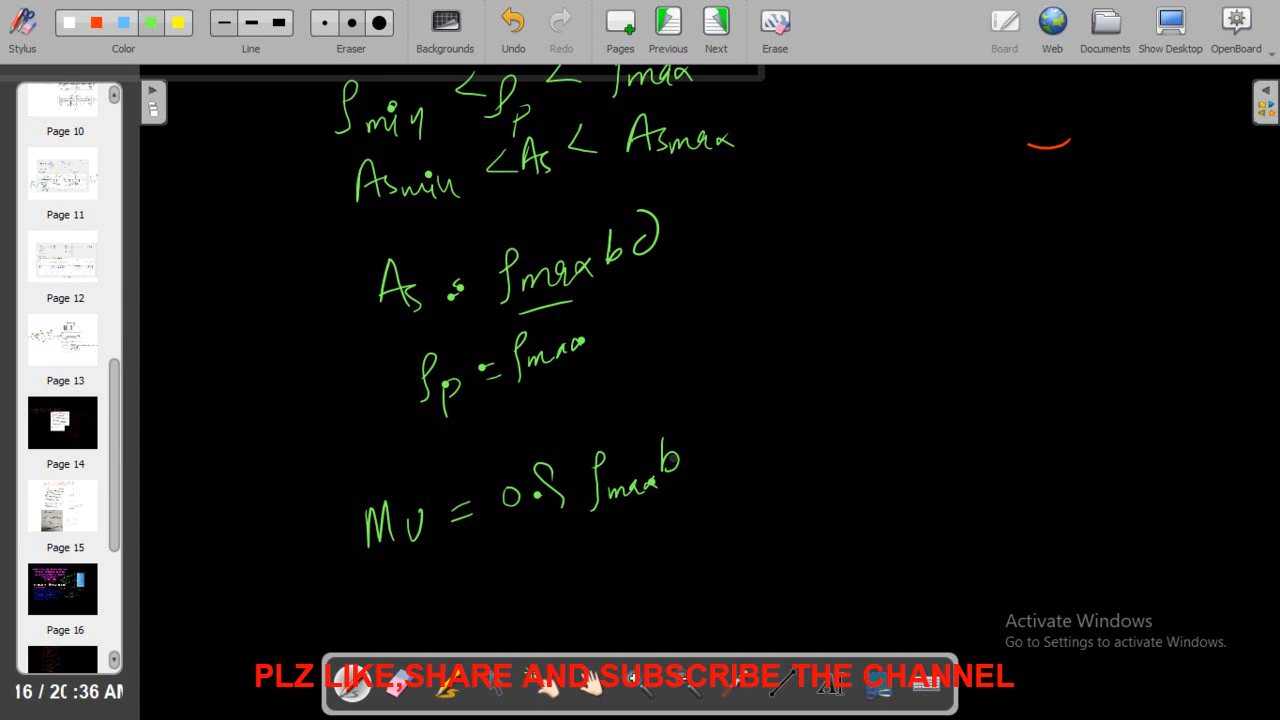 Stylus
Color
Line
Eraser
Backgrounds
Undo
Redo
Pages
Previous
Next
Erase
Board
Web
Documents
Show Desktop
OpenBoard
Page 10
Page 11
Page 12
Page 13
Page 14
Page 15
Page 16
ρmin < ρp < ρmax
Asmin < As < Asmax
As = ρmax bd
ρp = ρmax
Mu = 0.9 ρmax b
Activate Windows
Go to Settings to activate Windows.
PLZ LIKE,SHARE AND SUBSCRIBE THE CHANNEL